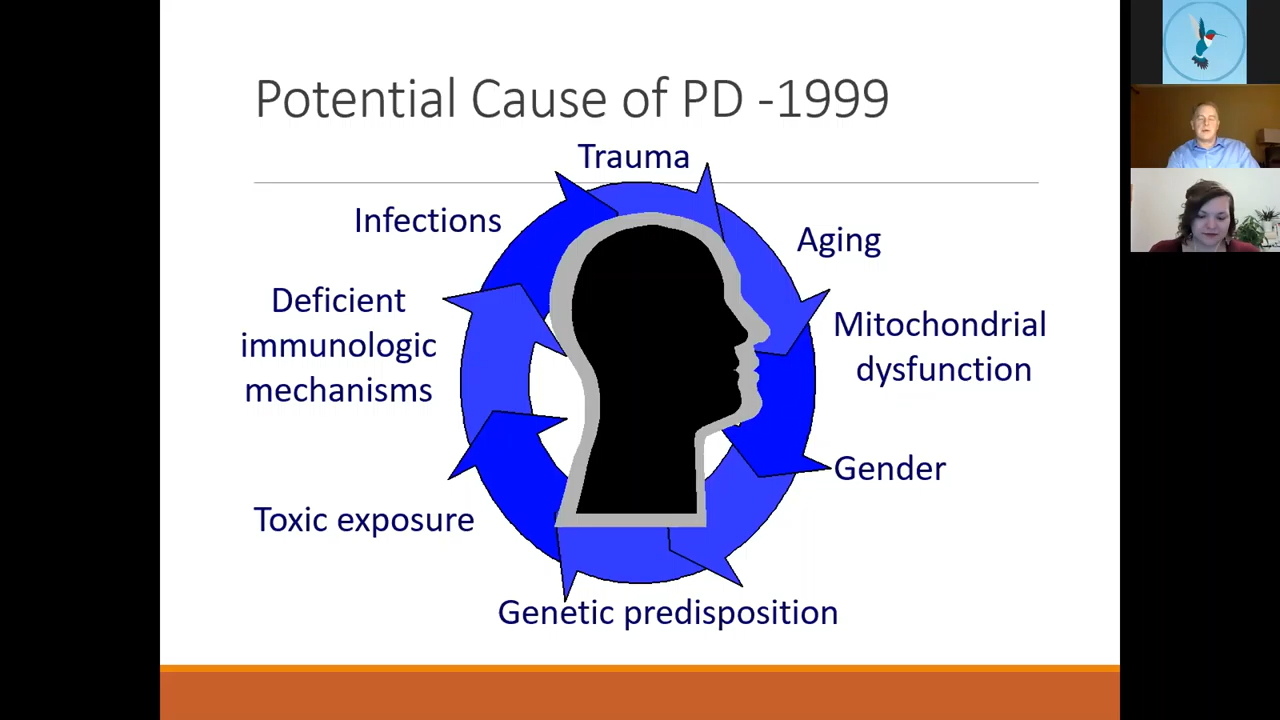 Potential Cause of PD -1999
Trauma
Infections
Aging
Deficient
immunologic
mechanisms
Mitochondrial
dysfunction
Gender
Toxic exposure
Genetic predisposition